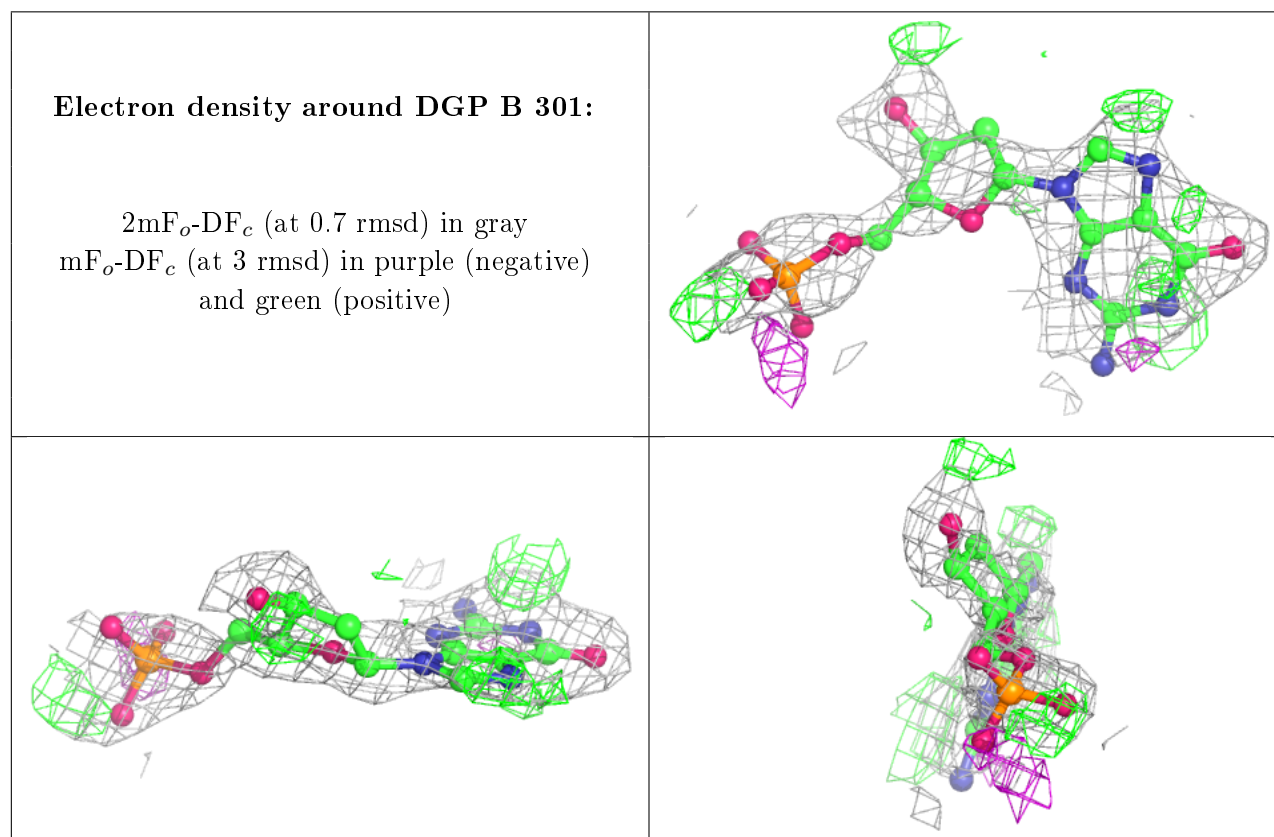 Electron density around DGP B 301:
2mFo-DFc (at 0.7 rmsd) in gray
mFo-DFc (at 3 rmsd) in purple (negative)
and green (positive)